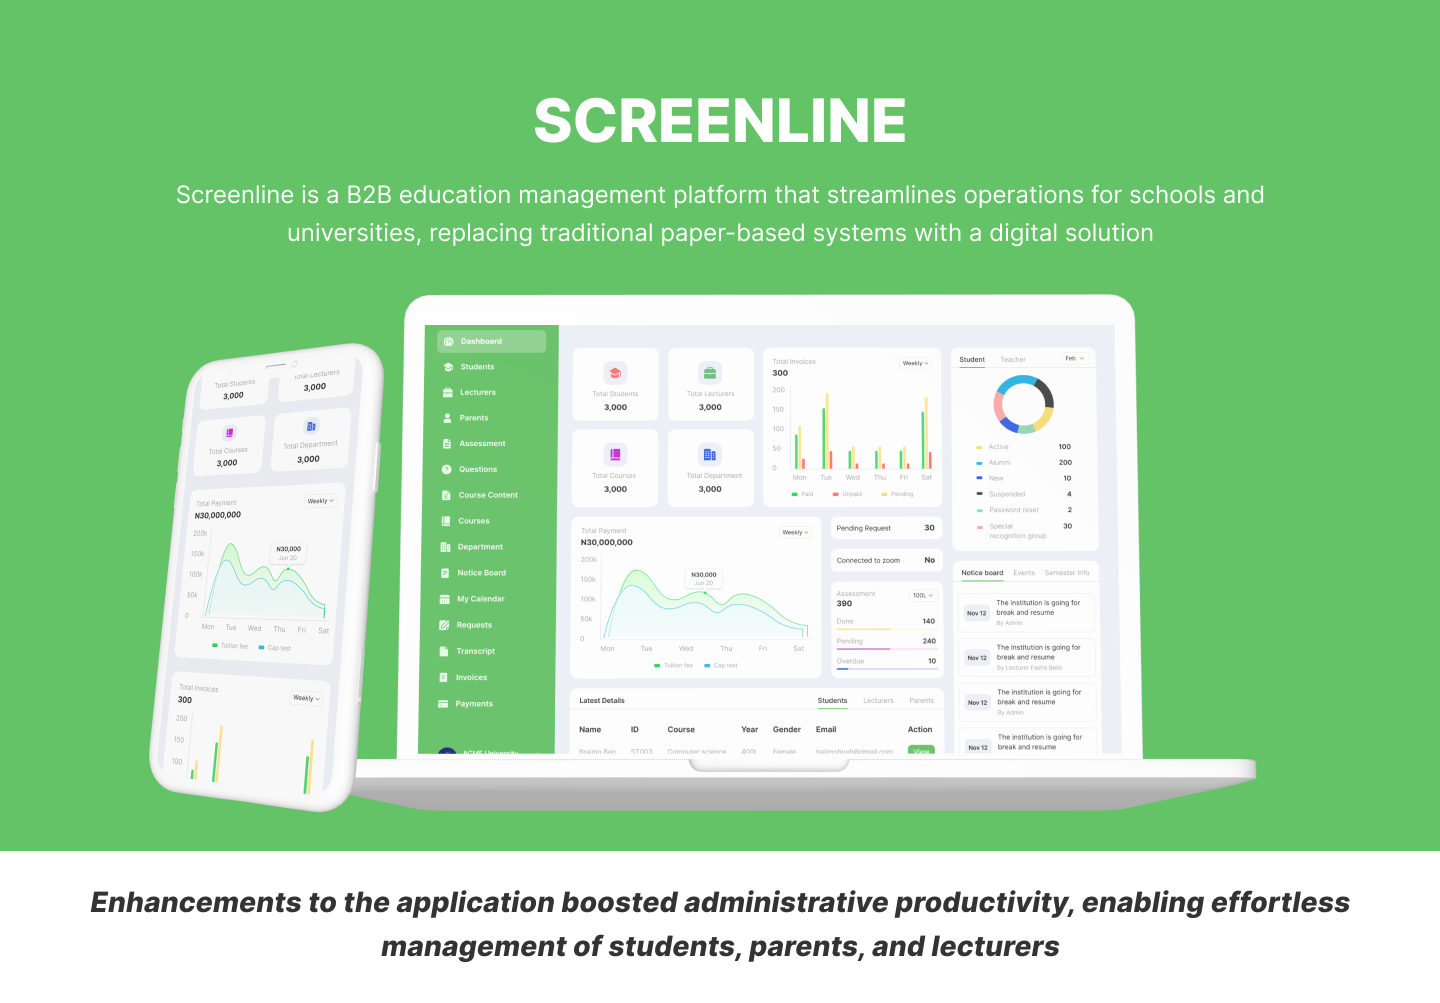 SCREENLINE
Screenline is a B2B education management platform that streamlines operations for schools and
universities, replacing traditional paper-based systems with a digital solution
Total Students
3,000
Total Lecturers
3,000
Total Courses
3,000
Total Department
3,000
Total Payment
Weekly
N30,000,000
200k
150k
100k
50k
0
N30,000
Jun 20
Mon Tue Wed Thu Fri Sat
Tuition fee Cap test
Total Invoices
Weekly
300
200
150
100
Dashboard
Students
Lecturers
Parents
Assessment
Questions
Course Content
Courses
Department
Notice Board
My Calendar
Requests
Transcript
Invoices
Payments
ACME University
Total Students
3,000
Total Lecturers
3,000
Total Courses
3,000
Total Department
3,000
Total Invoices
Weekly
300
200
150
100
50
0
Mon Tue Wed Thu Fri Sat
Paid Unpaid Pending
Student Teacher Feb
Active 100
Alumni 200
New 10
Suspended 4
Password reset 2
Special 30
recognition group
Total Payment
Weekly
N30,000,000
200k
150k
100k
50k
0
N30,000
Jun 20
Mon Tue Wed Thu Fri Sat
Tuition fee Cap test
Pending Request 30
Connected to zoom No
Assessment
390
100L
Done 140
Pending 240
Overdue 10
Notice board Events Semester Info
Nov 12
The institution is going for
break and resume
By Admin
Nov 12
The institution is going for
break and resume
By Lecturer Fasho Bello
Nov 12
The institution is going for
break and resume
By Admin
Nov 12
The institution is going for
break and resume
Latest Details Students Lecturers Parents
Name ID Course Year Gender Email Action
Ben ST003 Computer science 400L Female View
Enhancements to the application boosted administrative productivity, enabling effortless
management of students, parents, and lecturers